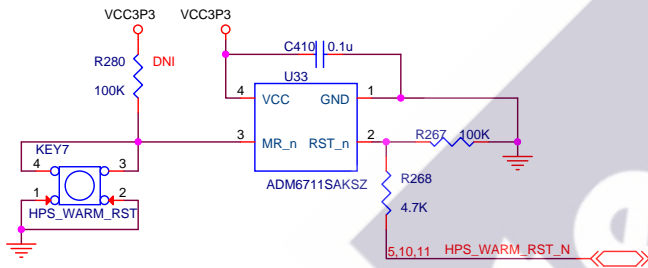 VCC3P3
VCC3P3
R280
DNI
100K
C410
0.1u
U33
4
VCC
GND
1
3
MR_n
RST_n
2
R267
100K
ADM6711SAKSZ
KEY7
4
3
1
2
HPS_WARM_RST
R268
4.7K
5,10,11
HPS_WARM_RST_N